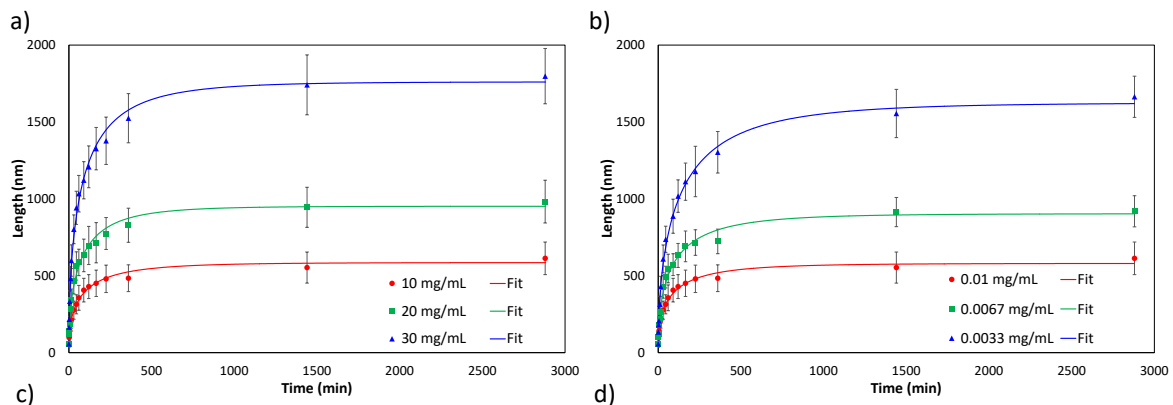 a)
2000
1500
1000
500
0
Length (nm)
10 mg/mL Fit
20 mg/mL Fit
30 mg/mL Fit
0 500 1000 1500 2000 2500 3000
Time (min)
c)
b)
2000
1500
1000
500
0
Length (nm)
0.01 mg/mL Fit
0.0067 mg/mL Fit
0.0033 mg/mL Fit
0 500 1000 1500 2000 2500 3000
Time (min)
d)